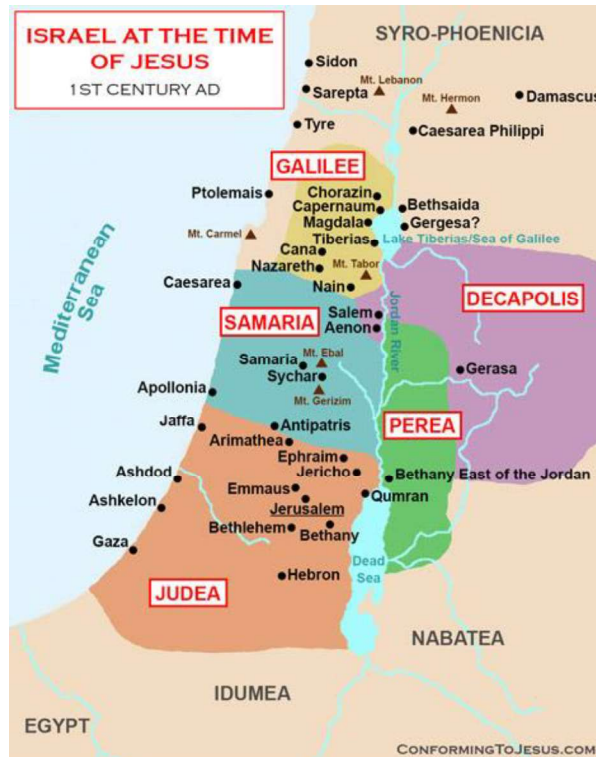 ISRAEL AT THE TIME
OF JESUS
1ST CENTURY AD
SYRO-PHOENICIA
Sidon
Mt. Lebanon
Sarepta
Mt. Hermon
Damascus
Tyre
Caesarea Philippi
GALILEE
Ptolemais
Chorazin
Capernaum
Bethsaida
Magdala
Gergesa?
Mt. Carmel
Tiberias
Lake Tiberias/Sea of Galilee
Cana
Nazareth
Mt. Tabor
Caesarea
Nain
DECAPOLIS
Mediterranean
Sea
Jordan River
SAMARIA
Salem
Aenon
Mt. Ebal
Samaria
Sychar
Gerasa
Mt. Gerizim
Apollonia
Jaffa
Antipatris
PEREA
Arimathea
Ephraim
Jericho
Bethany East of the Jordan
Ashdod
Emmaus
Qumran
Ashkelon
Jerusalem
Bethlehem
Bethany
Gaza
Dead
Sea
Hebron
JUDEA
NABATEA
IDUMEA
EGYPT
CONFORMINGTOJESUS.COM